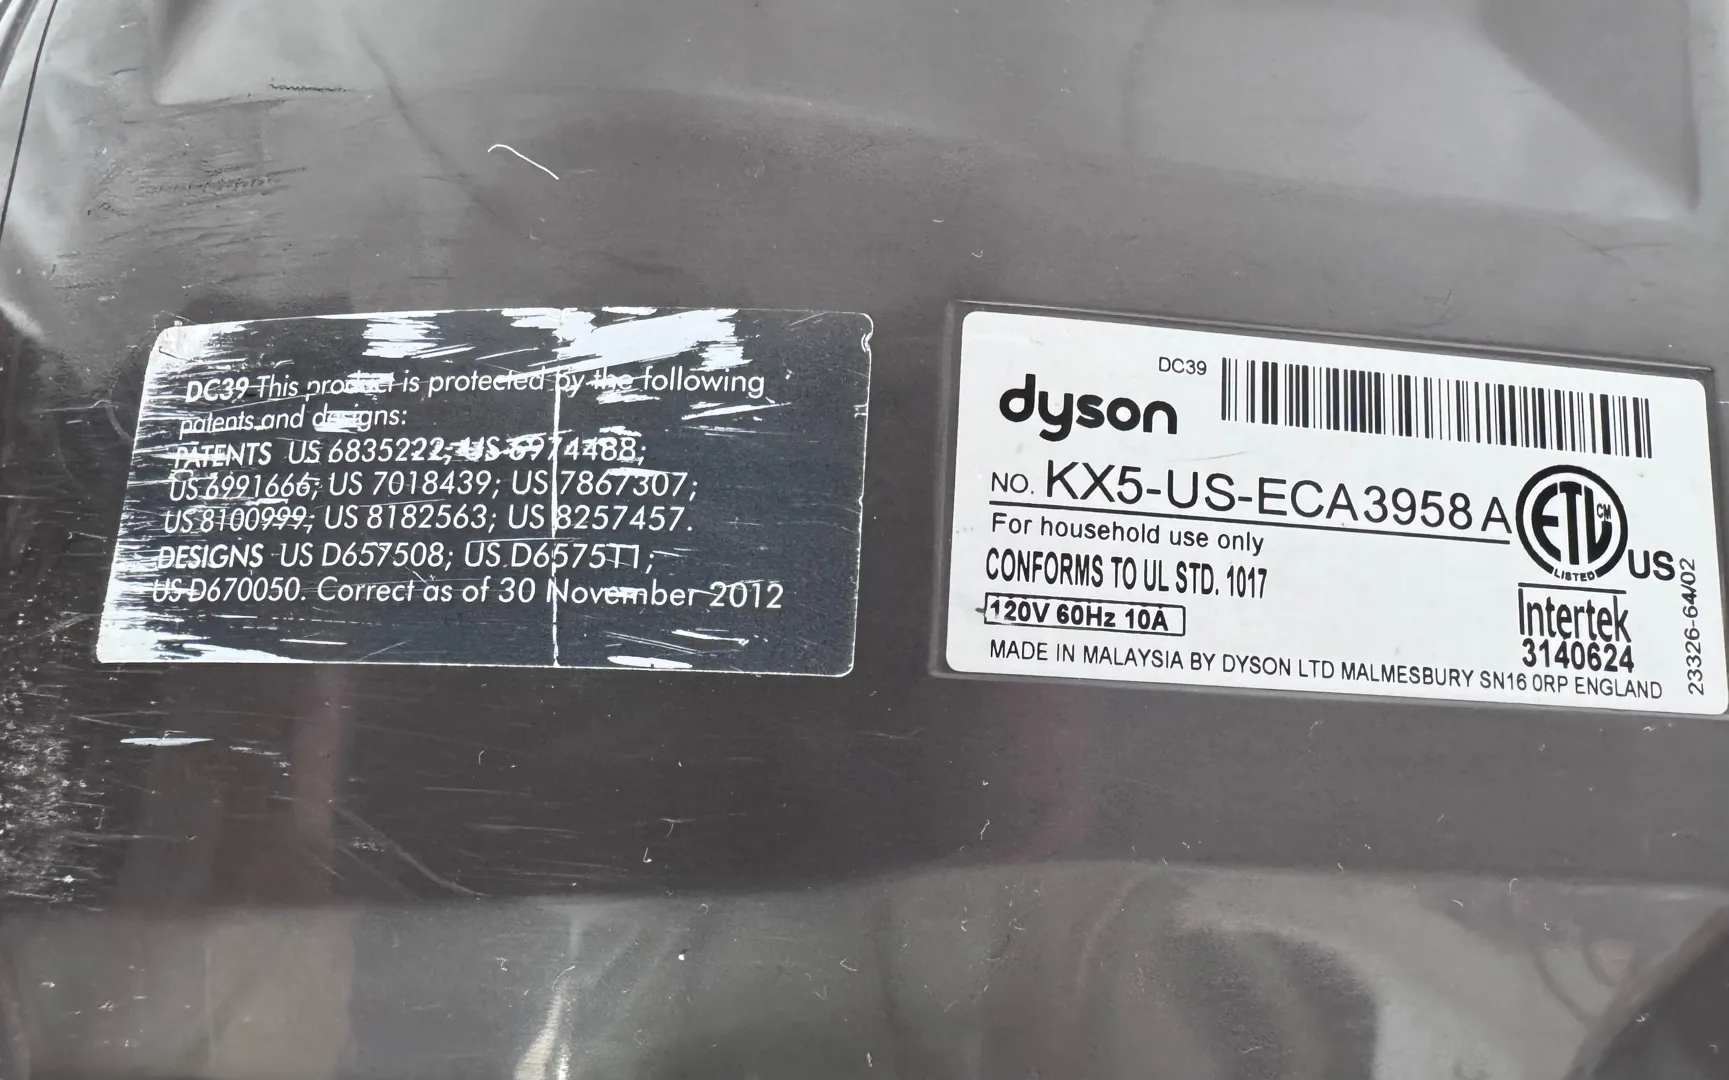 DC39 This product is protected by the following
patents and designs:
PATENTS US 6835222; US 6974488;
US 6991666; US 7018439; US 7867307;
US 8100999; US 8182563; US 8257457.
DESIGNS US D657508; US D657511;
US D670050. Correct as of 30 November 2012
DC39
dyson
NO. KX5-US-ECA3958 A
For household use only
CONFORMS TO UL STD. 1017
120V 60Hz 10A
MADE IN MALAYSIA BY DYSON LTD MALMESBURY SN16 0RP ENGLAND
ETL CM
LISTED
US
Intertek
3140624
23326-64/02